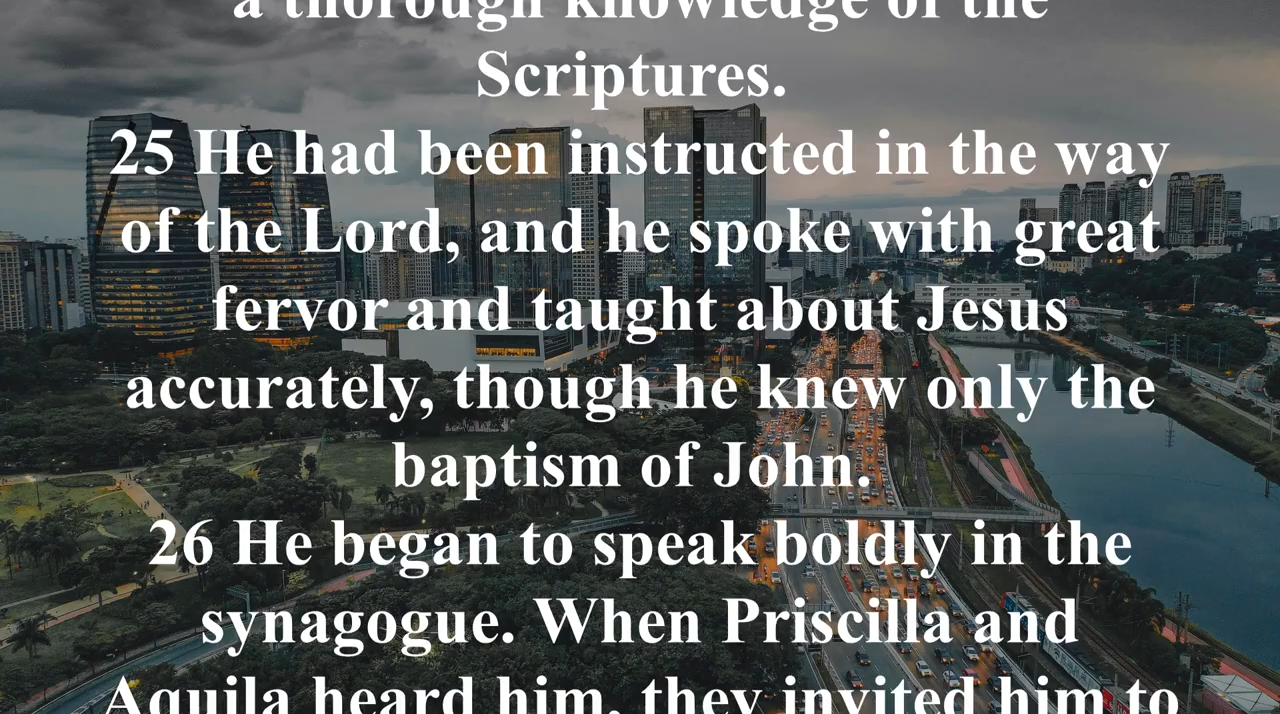 a thorough knowledge of the
Scriptures.
25 He had been instructed in the way
of the Lord, and he spoke with great
fervor and taught about Jesus
accurately, though he knew only the
baptism of John.
26 He began to speak boldly in the
synagogue. When Priscilla and
Aquila heard him, they invited him to